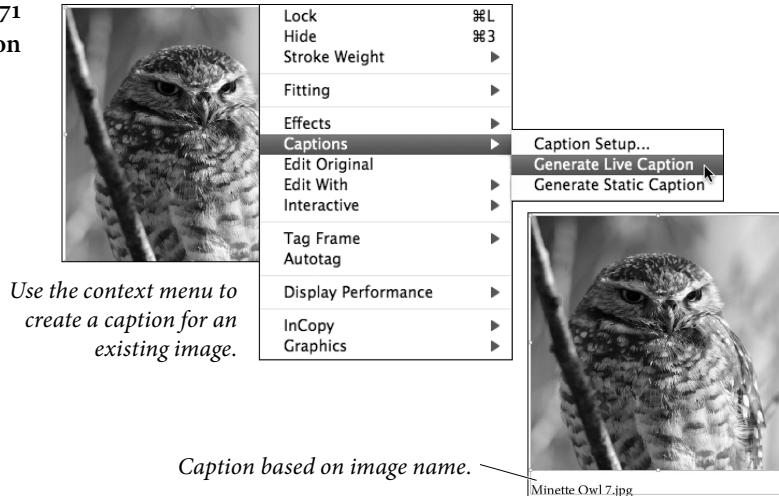 71
on
Lock ⌘L
Hide ⌘3
Stroke Weight
Fitting
Effects
Captions
Edit Original
Edit With
Interactive
Tag Frame
Autotag
Display Performance
InCopy
Graphics
Caption Setup...
Generate Live Caption
Generate Static Caption
Use the context menu to
create a caption for an
existing image.
Caption based on image name.
Minette Owl 7.jpg